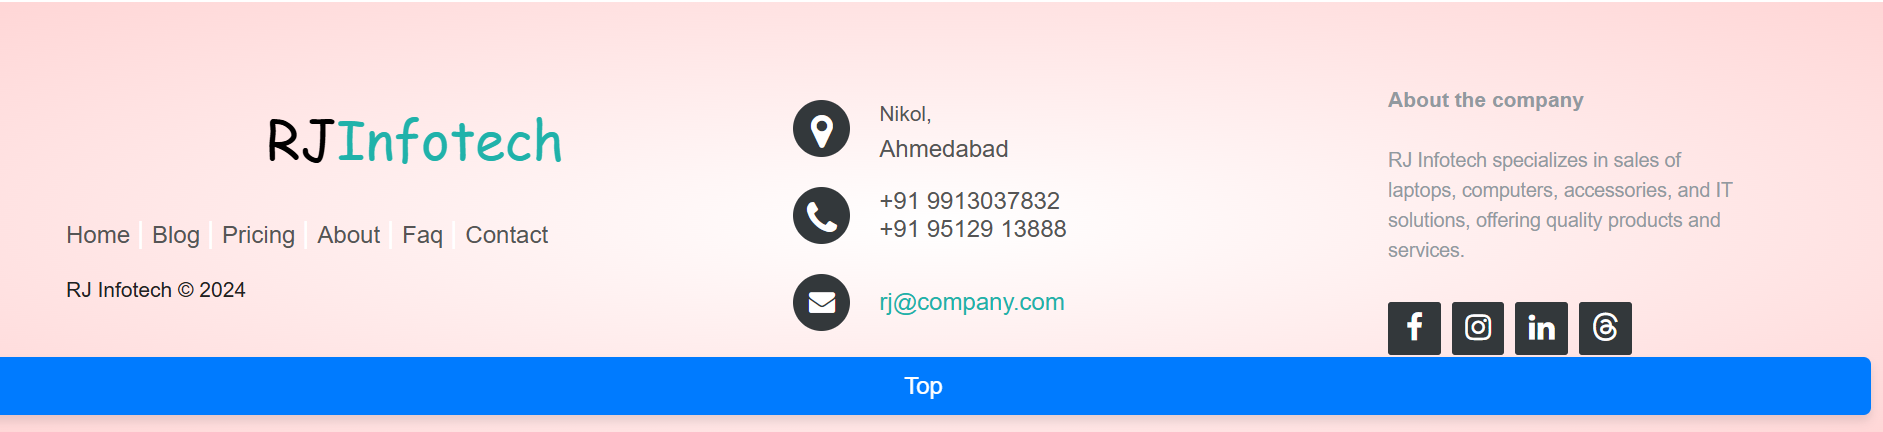 RJInfotech
Home Blog Pricing About Faq Contact
RJ Infotech © 2024
Nikol,
Ahmedabad
+91 9913037832
+91 95129 13888
rj@company.com
About the company
RJ Infotech specializes in sales of
laptops, computers, accessories, and IT
solutions, offering quality products and
services.
Top